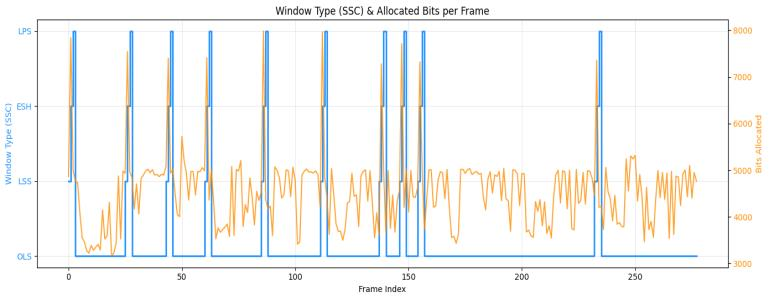 Window Type (SSC) & Allocated Bits per Frame
Window Type (SSC)
LPS
ESH
LSS
OLS
8000
7000
6000
5000
4000
3000
Bits Allocated
0 50 100 150 200 250
Frame Index